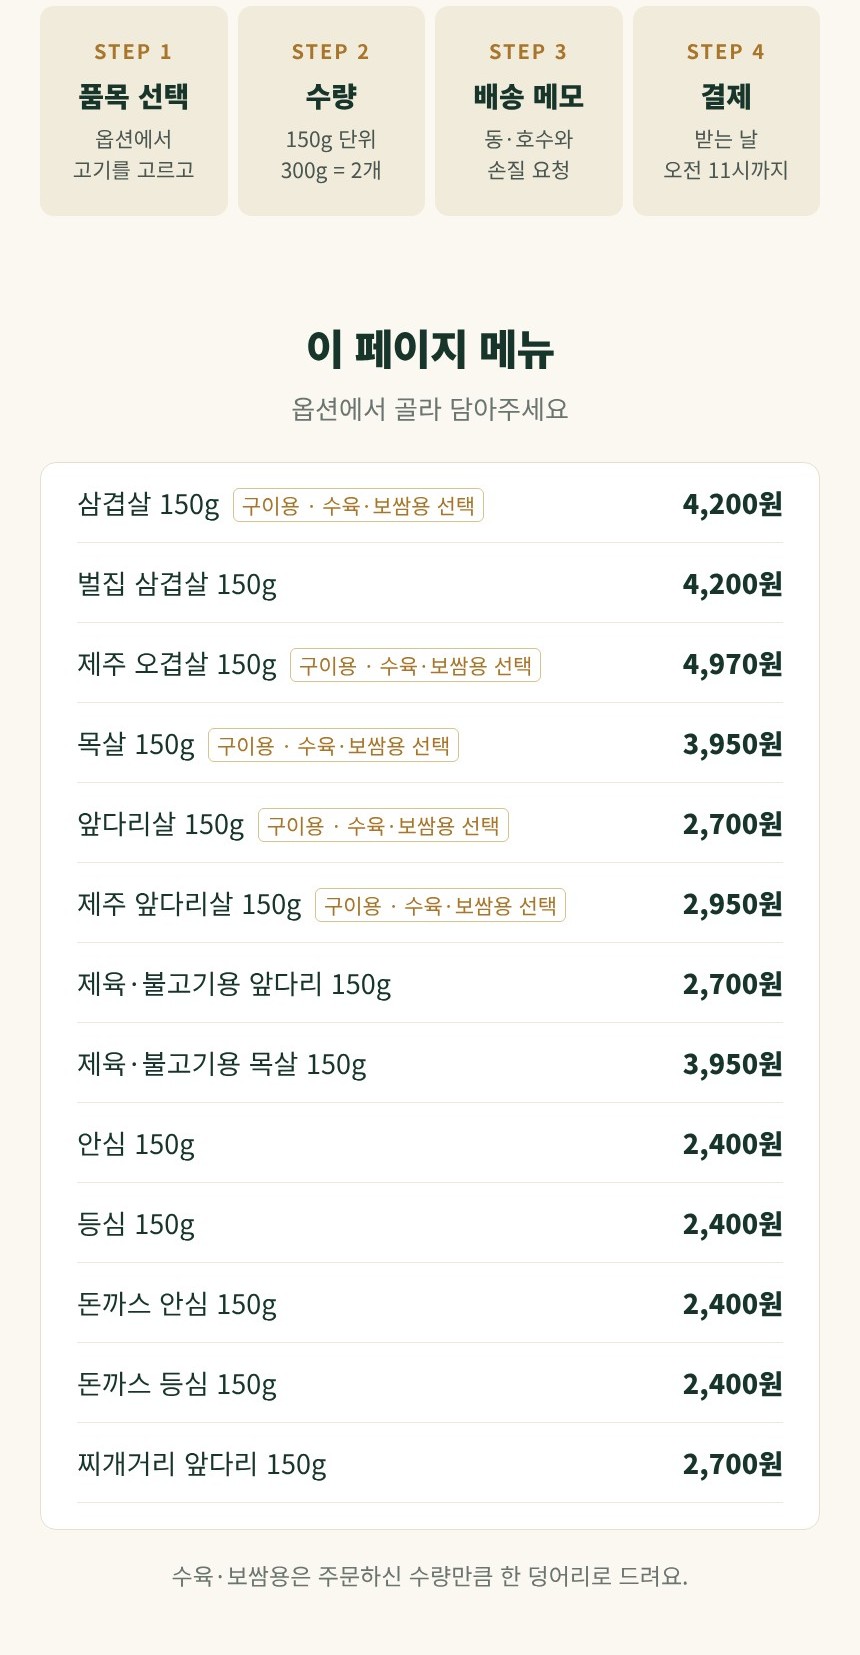 STEP 1
품목 선택
옵션에서
고기를 고르고
STEP 2
수량
150g 단위
300g = 2개
STEP 3
배송 메모
동·호수와
손질 요청
STEP 4
결제
받는 날
오전 11시까지
이 페이지 메뉴
옵션에서 골라 담아주세요
삼겹살 150g 구이용 · 수육·보쌈용 선택 4,200원
벌집 삼겹살 150g 4,200원
제주 오겹살 150g 구이용 · 수육·보쌈용 선택 4,970원
목살 150g 구이용 · 수육·보쌈용 선택 3,950원
앞다리살 150g 구이용 · 수육·보쌈용 선택 2,700원
제주 앞다리살 150g 구이용 · 수육·보쌈용 선택 2,950원
제육·불고기용 앞다리 150g 2,700원
제육·불고기용 목살 150g 3,950원
안심 150g 2,400원
등심 150g 2,400원
돈까스 안심 150g 2,400원
돈까스 등심 150g 2,400원
찌개거리 앞다리 150g 2,700원
수육·보쌈용은 주문하신 수량만큼 한 덩어리로 드려요.